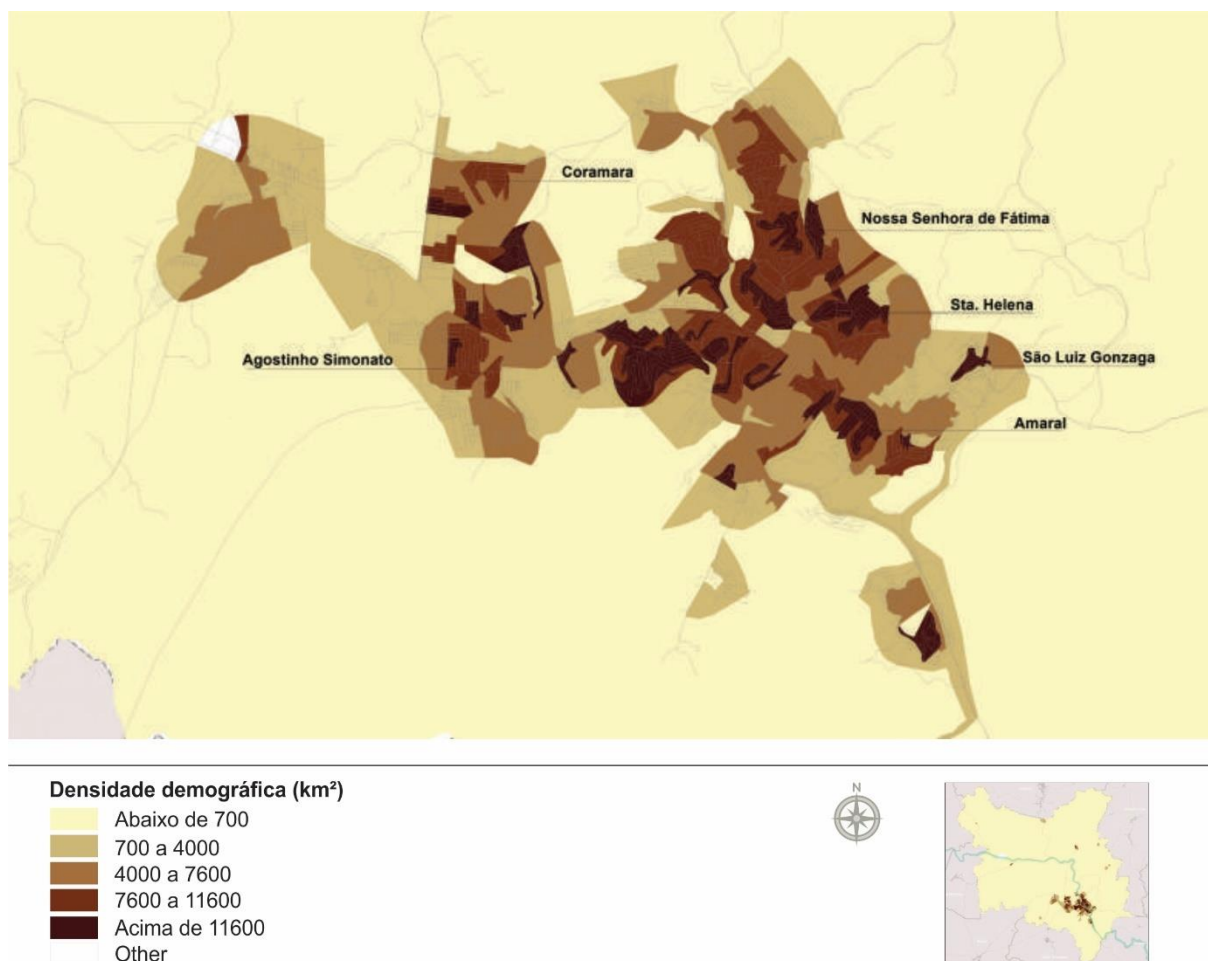 Coramara
Nossa Senhora de Fátima
Sta. Helena
São Luiz Gonzaga
Agostinho Simonato
Amaral
Densidade demográfica (km²)
Abaixo de 700
700 a 4000
4000 a 7600
7600 a 11600
Acima de 11600
Other
N